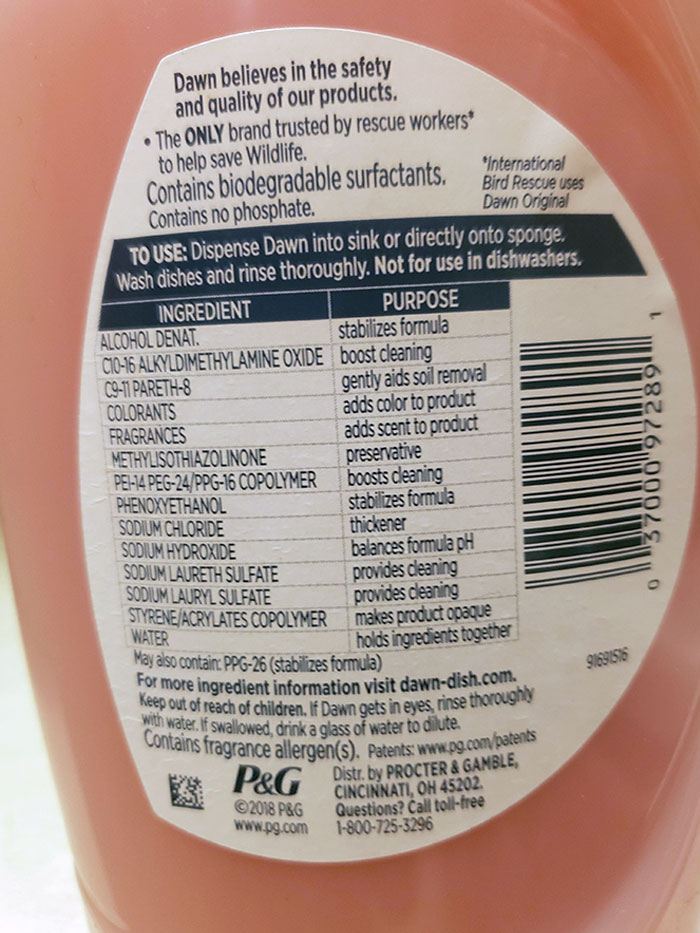 Dawn believes in the safety
and quality of our products.
• The ONLY brand trusted by rescue workers*
to help save Wildlife.
Contains biodegradable surfactants.
Contains no phosphate.
*International
Bird Rescue uses
Dawn Original
TO USE: Dispense Dawn into sink or directly onto sponge.
Wash dishes and rinse thoroughly. Not for use in dishwashers.
INGREDIENT PURPOSE
ALCOHOL DENAT. stabilizes formula
C10-16 ALKYLDIMETHYLAMINE OXIDE boost cleaning
C9-11 PARETH-8 gently aids soil removal
COLORANTS adds color to product
FRAGRANCES adds scent to product
METHYLISOTHIAZOLINONE preservative
PEI-14 PEG-24/PPG-16 COPOLYMER boosts cleaning
PHENOXYETHANOL stabilizes formula
SODIUM CHLORIDE thickener
SODIUM HYDROXIDE balances formula pH
SODIUM LAURETH SULFATE provides cleaning
SODIUM LAURYL SULFATE provides cleaning
STYRENE/ACRYLATES COPOLYMER makes product opaque
WATER holds ingredients together
0 37000 97289 1
May also contain: PPG-26 (stabilizes formula)
91691516
For more ingredient information visit dawn-dish.com.
Keep out of reach of children. If Dawn gets in eyes, rinse thoroughly
with water. If swallowed, drink a glass of water to dilute.
Contains fragrance allergen(s). Patents: www.pg.com/patents
P&G
©2018 P&G
www.pg.com
Distr. by PROCTER & GAMBLE,
CINCINNATI, OH 45202.
Questions? Call toll-free
1-800-725-3296